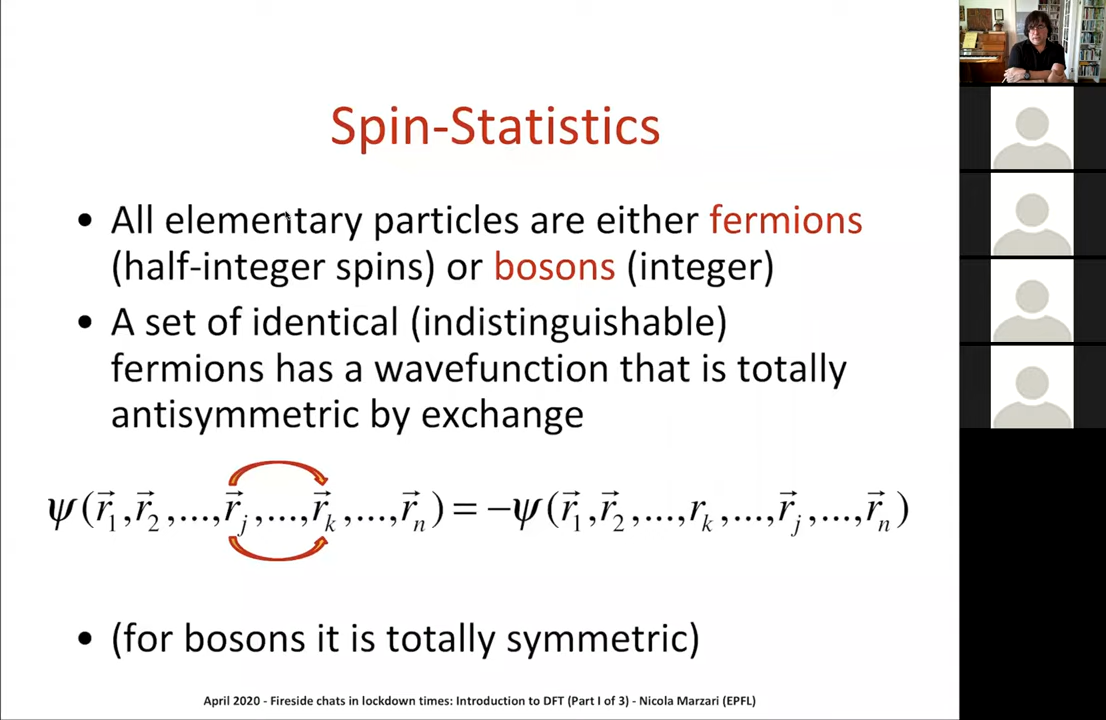 Spin-Statistics
• All elementary particles are either fermions
(half-integer spins) or bosons (integer)
• A set of identical (indistinguishable)
fermions has a wavefunction that is totally
antisymmetric by exchange
ψ(r⃗₁,r⃗₂,...,r⃗ⱼ,...,r⃗ₖ,...,r⃗ₙ) = −ψ(r⃗₁,r⃗₂,...,rₖ,...,r⃗ⱼ,...,r⃗ₙ)
• (for bosons it is totally symmetric)
April 2020 - Fireside chats in lockdown times: Introduction to DFT (Part I of 3) - Nicola Marzari (EPFL)